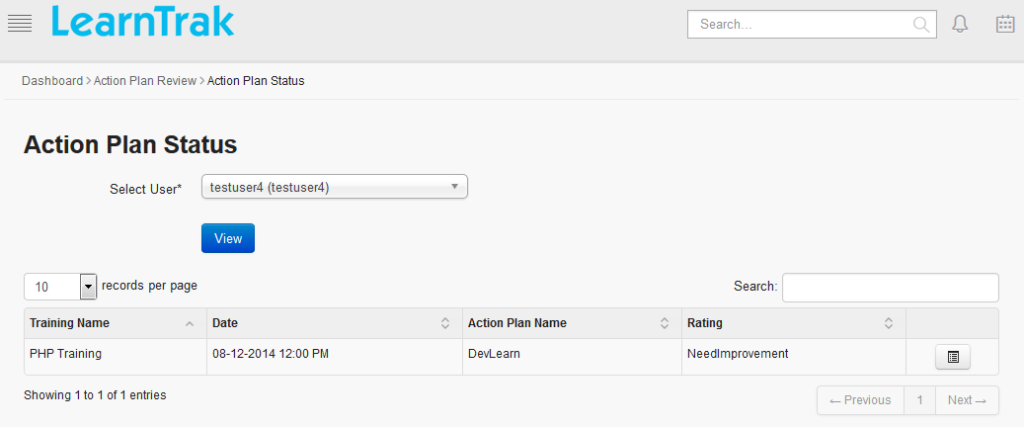 LearnTrak
Search...
Dashboard > Action Plan Review > Action Plan Status
Action Plan Status
Select User* testuser4 (testuser4)
View
10 records per page Search:
Training Name Date Action Plan Name Rating
PHP Training 08-12-2014 12:00 PM DevLearn NeedImprovement
Showing 1 to 1 of 1 entries ← Previous 1 Next →